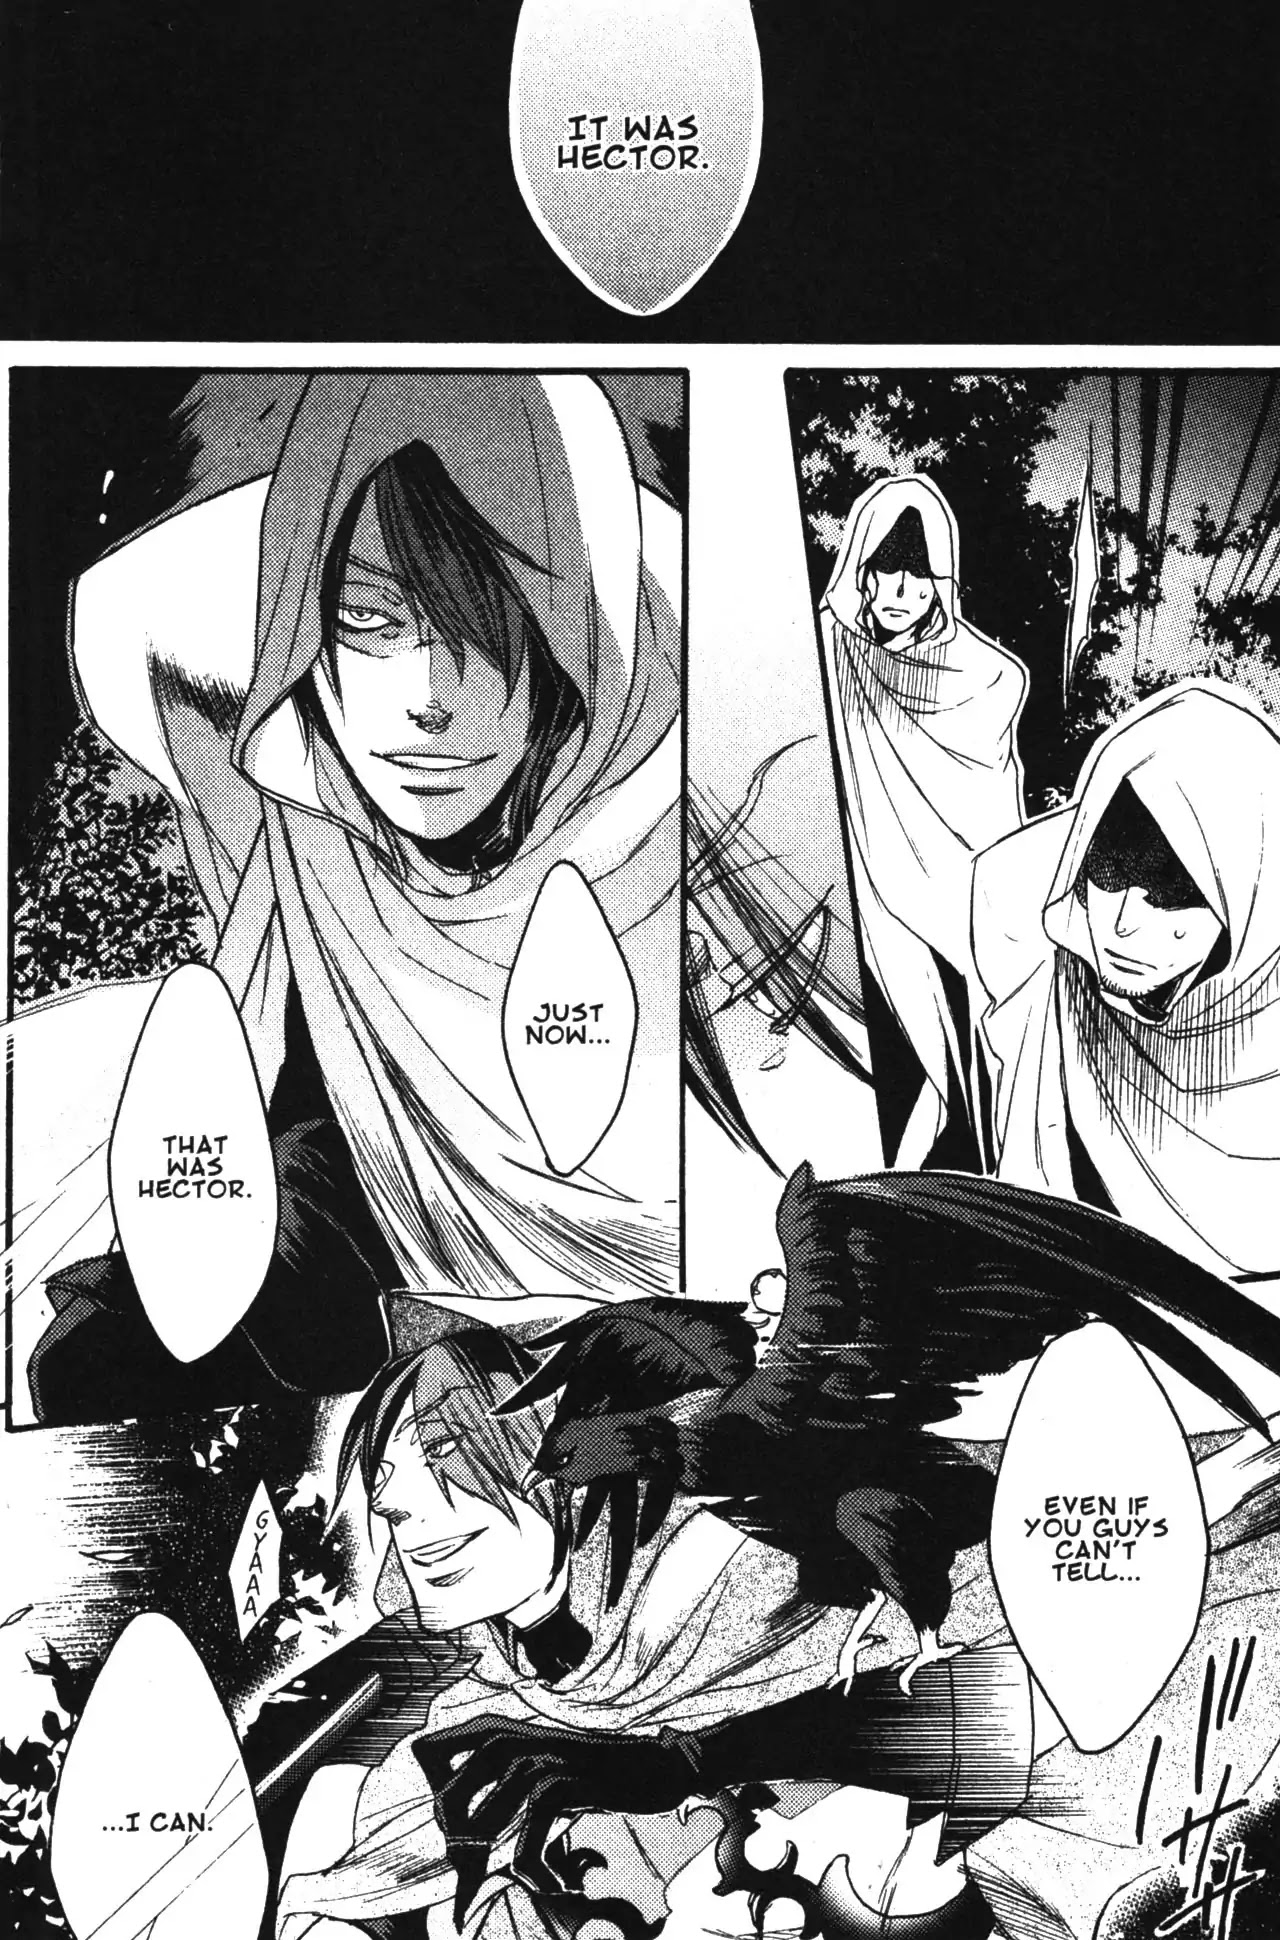 IT WAS
HECTOR.
JUST
NOW...
THAT
WAS
HECTOR.
EVEN IF
YOU GUYS
CAN'T
TELL...
GYAAA
...I CAN.